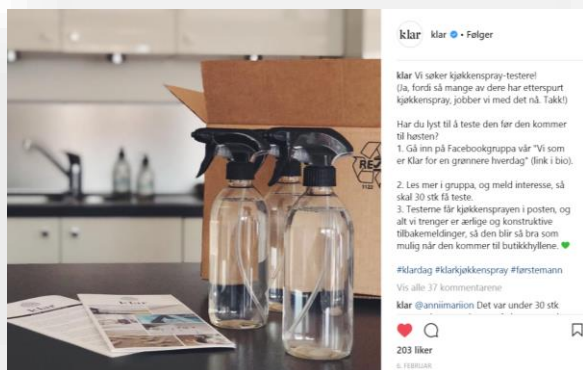 klar
klar • Følger
klar Vi søker kjøkkenspray-testere!
(Ja, fordi så mange av dere har etterspurt
kjøkkenspray, jobber vi med det nå. Takk!)
Har du lyst til å teste den før den kommer
til høsten?
1. Gå inn på Facebookgruppa vår "Vi som
er Klar for en grønnere hverdag" (link i bio).
2. Les mer i gruppa, og meld interesse, så
skal 30 stk få teste.
3. Testerne får kjøkkensprayen i posten, og
alt vi trenger er ærlige og konstruktive
tilbakemeldinger, så den blir så bra som
mulig når den kommer til butikkhyllene. 💚
#klardag #klarkjøkkenspray #førstemann
Vis alle 37 kommentarene
klar @anniimariion Det var under 30 stk
203 liker
6. FEBRUAR
klar
klar